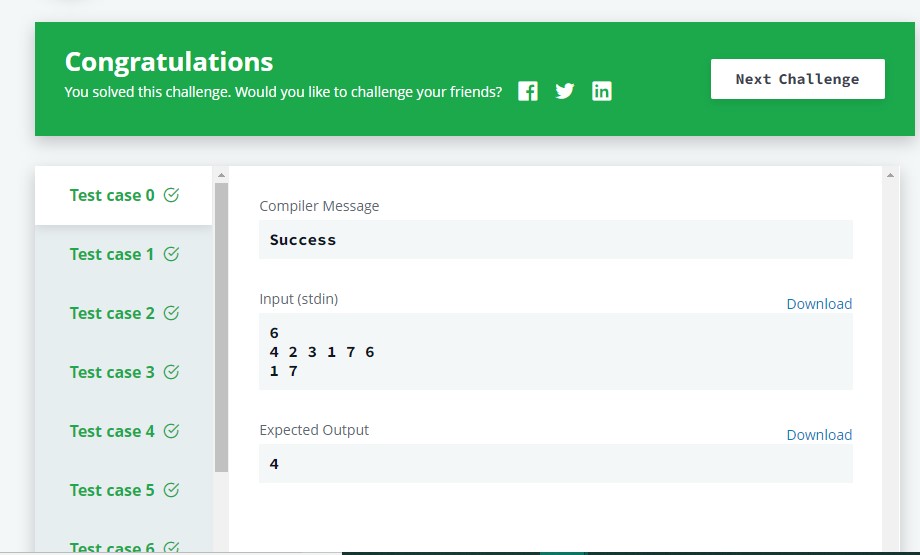 Congratulations
You solved this challenge. Would you like to challenge your friends?
Next Challenge
Test case 0
Test case 1
Test case 2
Test case 3
Test case 4
Test case 5
Test case 6
Compiler Message
Success
Input (stdin)
Download
6
4 2 3 1 7 6
1 7
Expected Output
Download
4